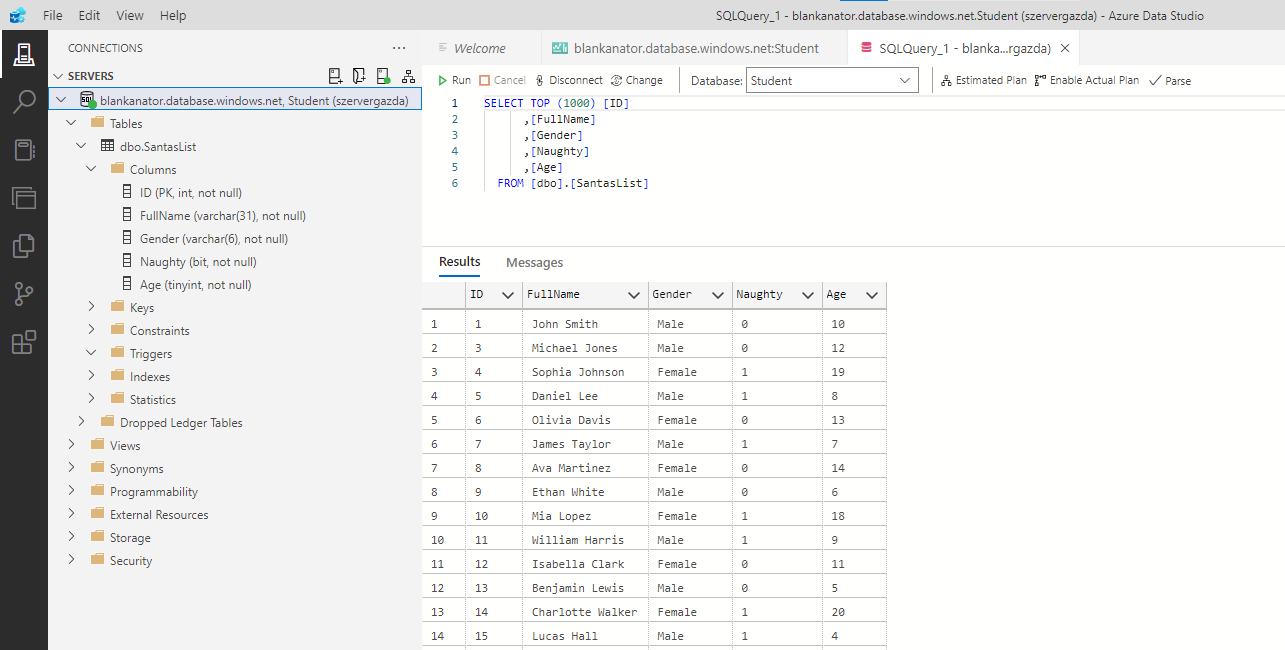 File Edit View Help
SQLQuery_1 - blankanator.database.windows.net.Student (szervergazda) - Azure Data Studio
CONNECTIONS
SERVERS
SQL
blankanator.database.windows.net, Student (szervergazda)
Tables
dbo.SantasList
Columns
ID (PK, int, not null)
FullName (varchar(31), not null)
Gender (varchar(6), not null)
Naughty (bit, not null)
Age (tinyint, not null)
Keys
Constraints
Triggers
Indexes
Statistics
Dropped Ledger Tables
Views
Synonyms
Programmability
External Resources
Storage
Security
Welcome blankanator.database.windows.net:Student SQLQuery_1 - blanka...rgazda)
Run Cancel Disconnect Change Database: Student Estimated Plan Enable Actual Plan Parse
1 SELECT TOP (1000) [ID]
2 ,[FullName]
3 ,[Gender]
4 ,[Naughty]
5 ,[Age]
6 FROM [dbo].[SantasList]
Results Messages
ID FullName Gender Naughty Age
1 1 John Smith Male 0 10
2 3 Michael Jones Male 0 12
3 4 Sophia Johnson Female 1 19
4 5 Daniel Lee Male 1 8
5 6 Olivia Davis Female 0 13
6 7 James Taylor Male 1 7
7 8 Ava Martinez Female 0 14
8 9 Ethan White Male 0 6
9 10 Mia Lopez Female 1 18
10 11 William Harris Male 1 9
11 12 Isabella Clark Female 0 11
12 13 Benjamin Lewis Male 0 5
13 14 Charlotte Walker Female 1 20
14 15 Lucas Hall Male 1 4